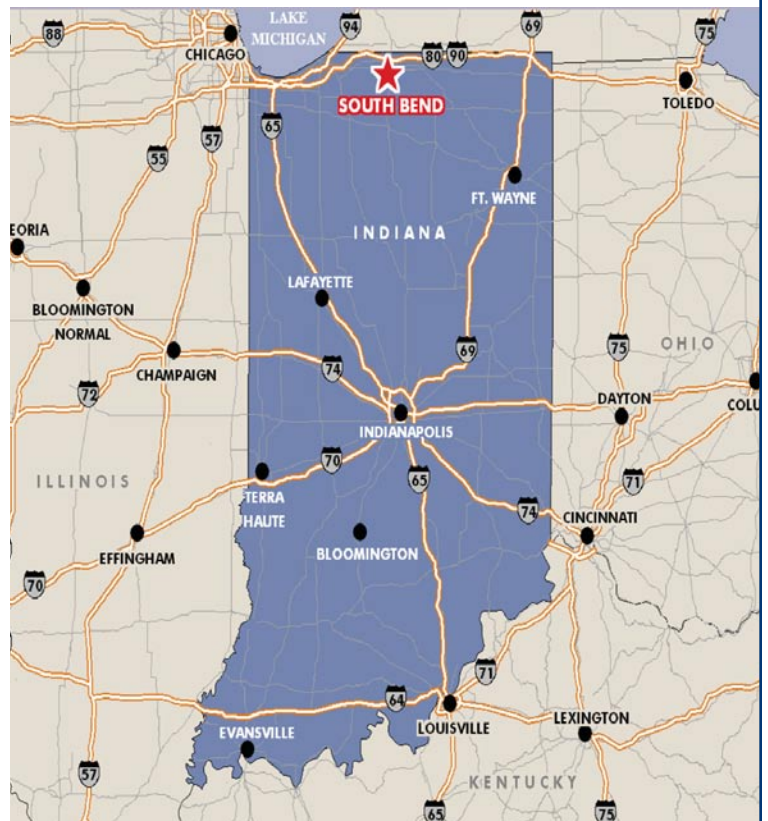 LAKE
MICHIGAN
88
CHICAGO
94
69
75
80
90
SOUTH BEND
TOLEDO
65
57
55
FT. WAYNE
INDIANA
EORIA
LAFAYETTE
BLOOMINGTON
NORMAL
69
75
OHIO
CHAMPAIGN
74
72
DAYTON
COLU
INDIANAPOLIS
70
65
71
ILLINOIS
TERRA
HAUTE
74
CINCINNATI
EFFINGHAM
BLOOMINGTON
70
71
64
LOUISVILLE
LEXINGTON
EVANSVILLE
57
KENTUCKY
65
75